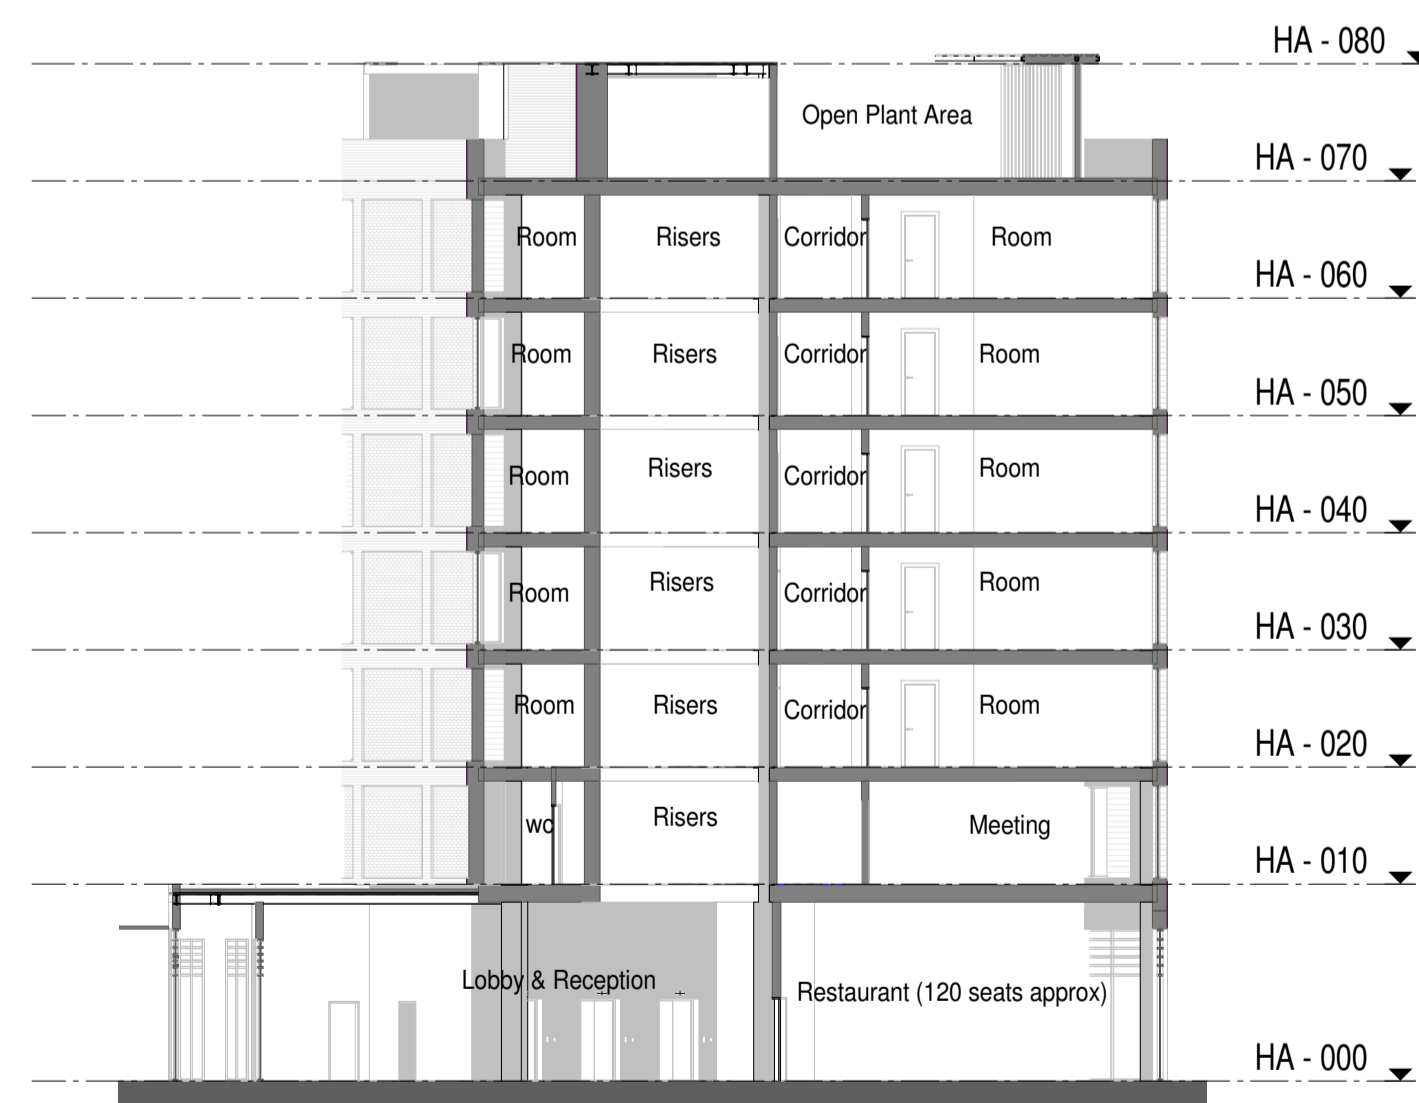 HA - 080
Open Plant Area
HA - 070
Room Risers Corridor Room
HA - 060
Room Risers Corridor Room
HA - 050
Room Risers Corridor Room
HA - 040
Room Risers Corridor Room
HA - 030
Room Risers Corridor Room
HA - 020
wc Risers Meeting
HA - 010
Lobby & Reception Restaurant (120 seats approx)
HA - 000